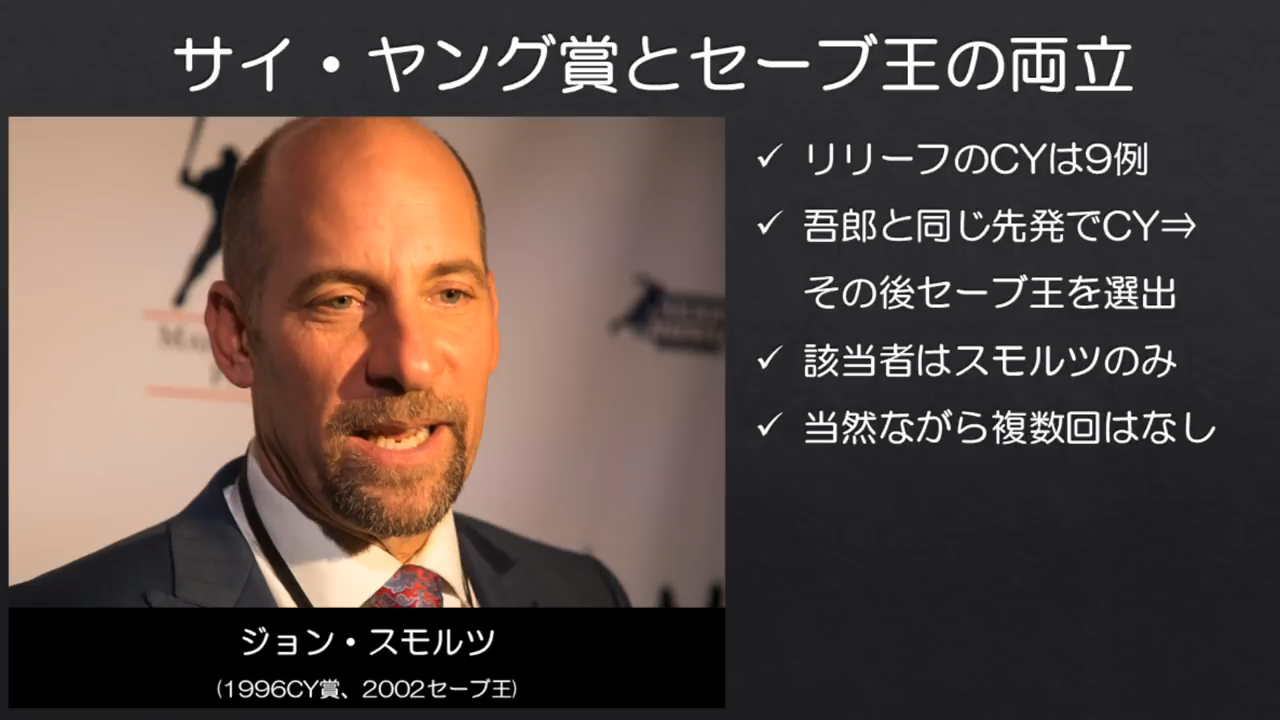 サイ・ヤング賞とセーブ王の両立
✓ リリーフのCYは9例
✓ 吾郎と同じ先発でCY⇒
その後セーブ王を選出
✓ 該当者はスモルツのみ
✓ 当然ながら複数回はなし
ジョン・スモルツ
(1996CY賞、2002セーブ王)